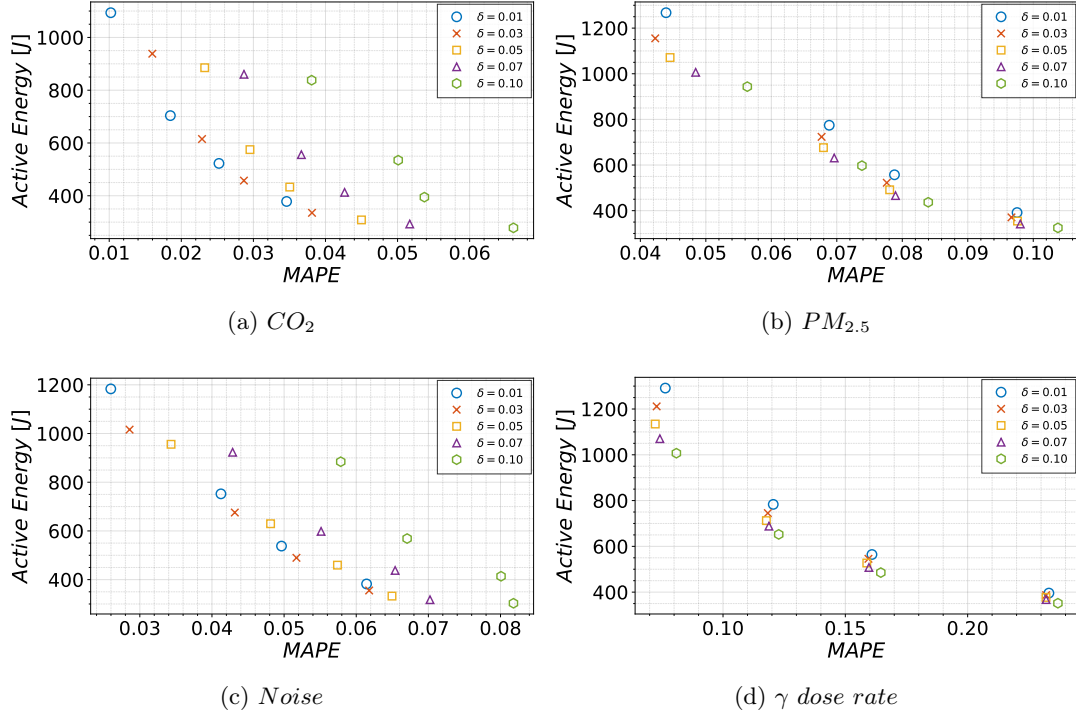 1000
800
600
400
Active Energy [J]
0.01
0.02
0.03
0.04
0.05
0.06
MAPE
δ = 0.01
δ = 0.03
δ = 0.05
δ = 0.07
δ = 0.10
(a) CO₂
1200
1000
800
600
400
Active Energy [J]
0.04
0.05
0.06
0.07
0.08
0.09
0.10
MAPE
δ = 0.01
δ = 0.03
δ = 0.05
δ = 0.07
δ = 0.10
(b) PM₂.₅
1200
1000
800
600
400
Active Energy [J]
0.03
0.04
0.05
0.06
0.07
0.08
MAPE
δ = 0.01
δ = 0.03
δ = 0.05
δ = 0.07
δ = 0.10
(c) Noise
1200
1000
800
600
400
Active Energy [J]
0.10
0.15
0.20
MAPE
δ = 0.01
δ = 0.03
δ = 0.05
δ = 0.07
δ = 0.10
(d) γ dose rate